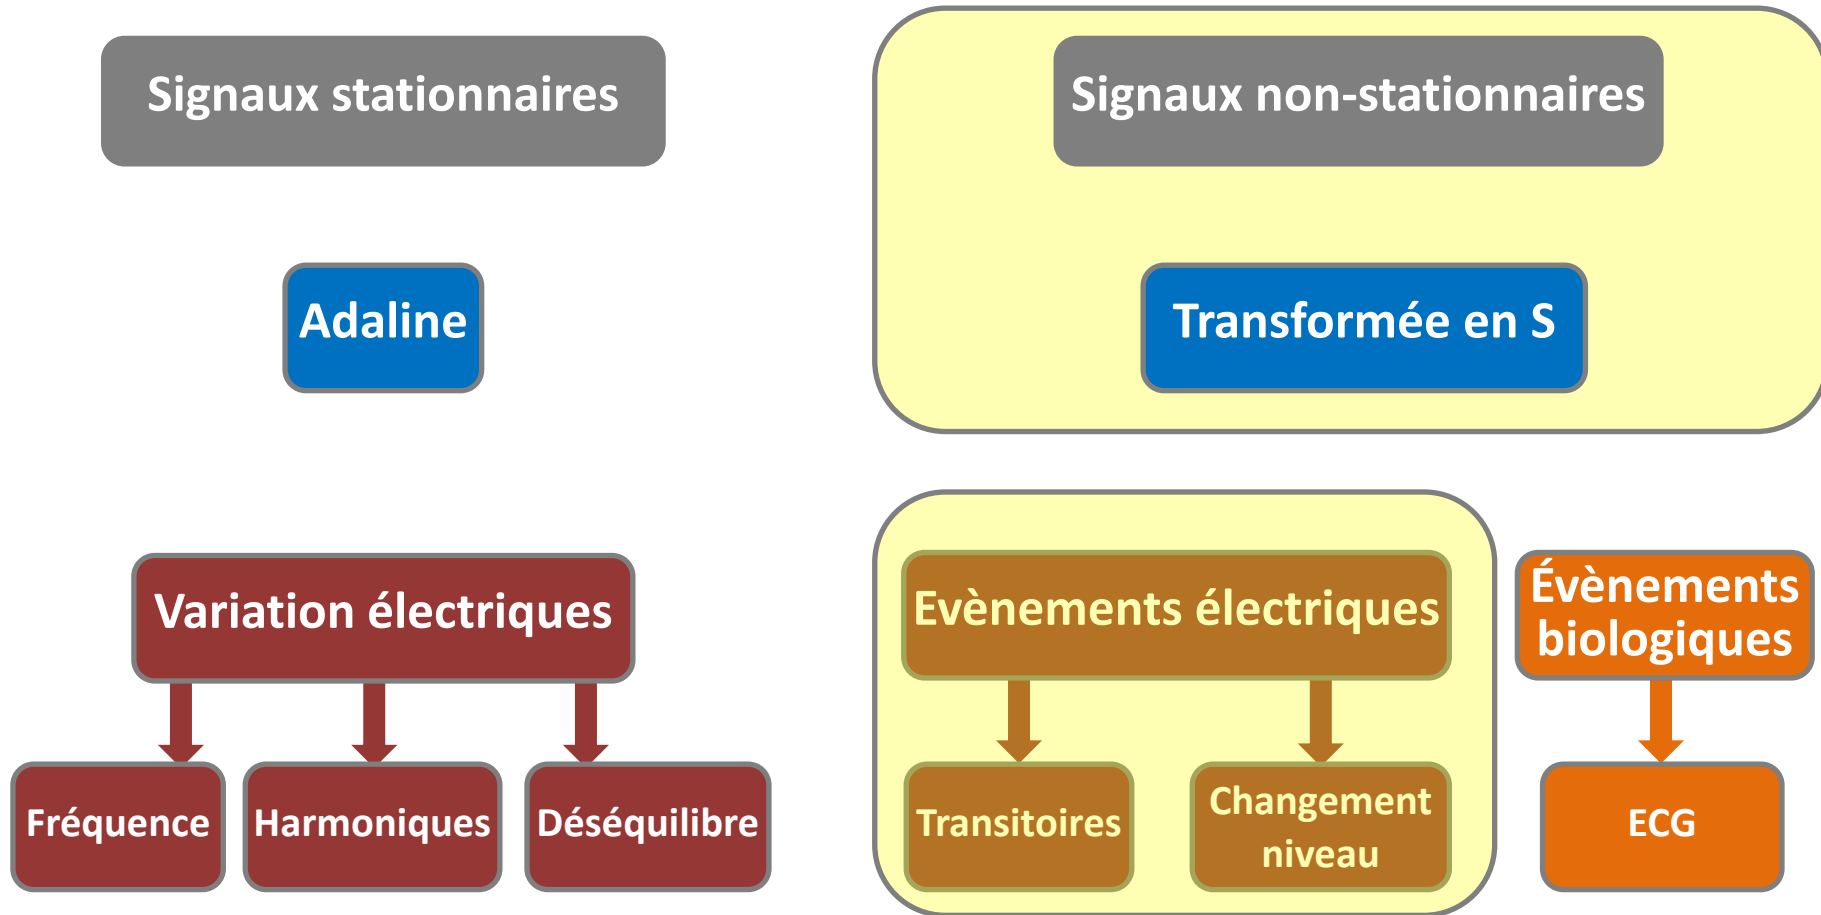 Signaux stationnaires
Signaux non-stationnaires
Adaline
Transformée en S
Variation électriques
Evènements électriques
Évènements
biologiques
Fréquence
Harmoniques
Déséquilibre
Transitoires
Changement
niveau
ECG